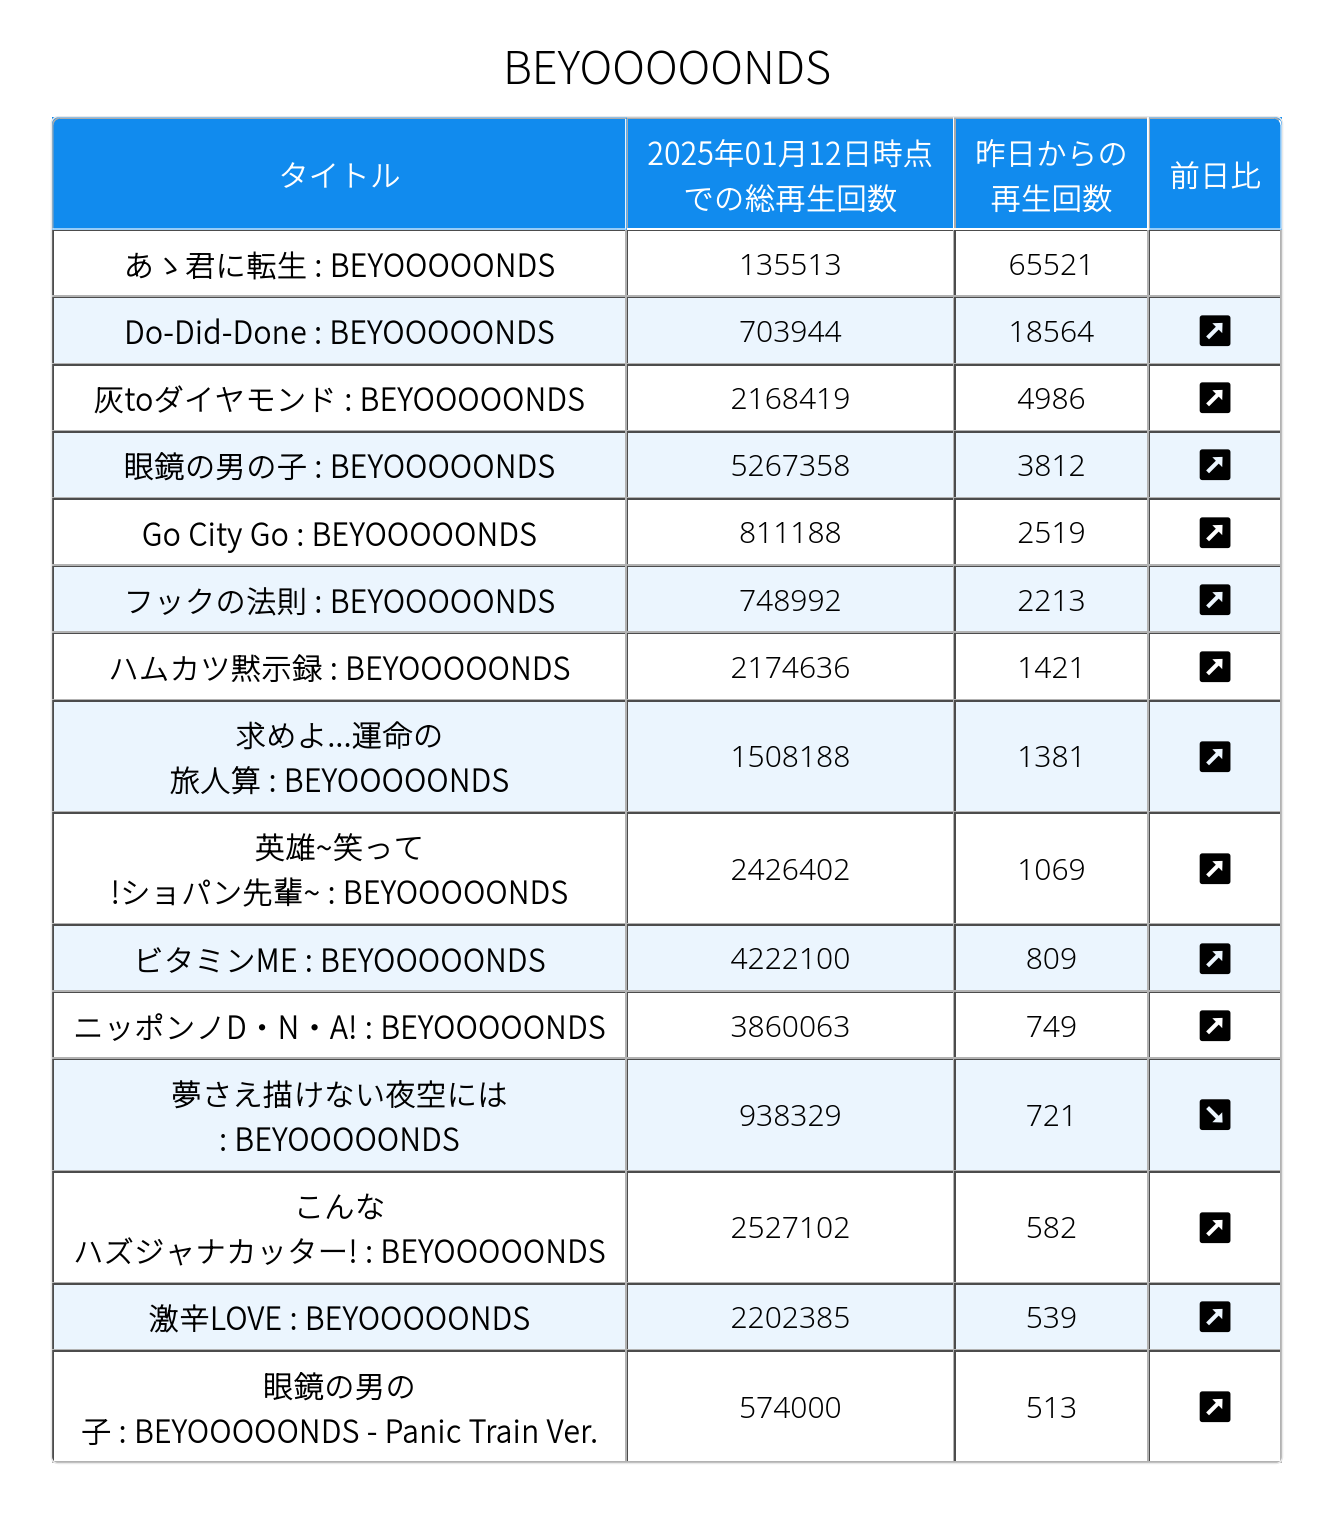 BEYOOOOONDS
タイトル
2025年01月12日時点
での総再生回数
昨日からの
再生回数
前日比
あゝ君に転生 : BEYOOOOONDS
135513
65521
Do-Did-Done : BEYOOOOONDS
703944
18564
灰toダイヤモンド : BEYOOOOONDS
2168419
4986
眼鏡の男の子 : BEYOOOOONDS
5267358
3812
Go City Go : BEYOOOOONDS
811188
2519
フックの法則 : BEYOOOOONDS
748992
2213
ハムカツ黙示録 : BEYOOOOONDS
2174636
1421
求めよ...運命の
旅人算 : BEYOOOOONDS
1508188
1381
英雄~笑って
!ショパン先輩~ : BEYOOOOONDS
2426402
1069
ビタミンME : BEYOOOOONDS
4222100
809
ニッポンノD・N・A! : BEYOOOOONDS
3860063
749
夢さえ描けない夜空には
: BEYOOOOONDS
938329
721
こんな
ハズジャナカッター! : BEYOOOOONDS
2527102
582
激辛LOVE : BEYOOOOONDS
2202385
539
眼鏡の男の
子 : BEYOOOOONDS - Panic Train Ver.
574000
513